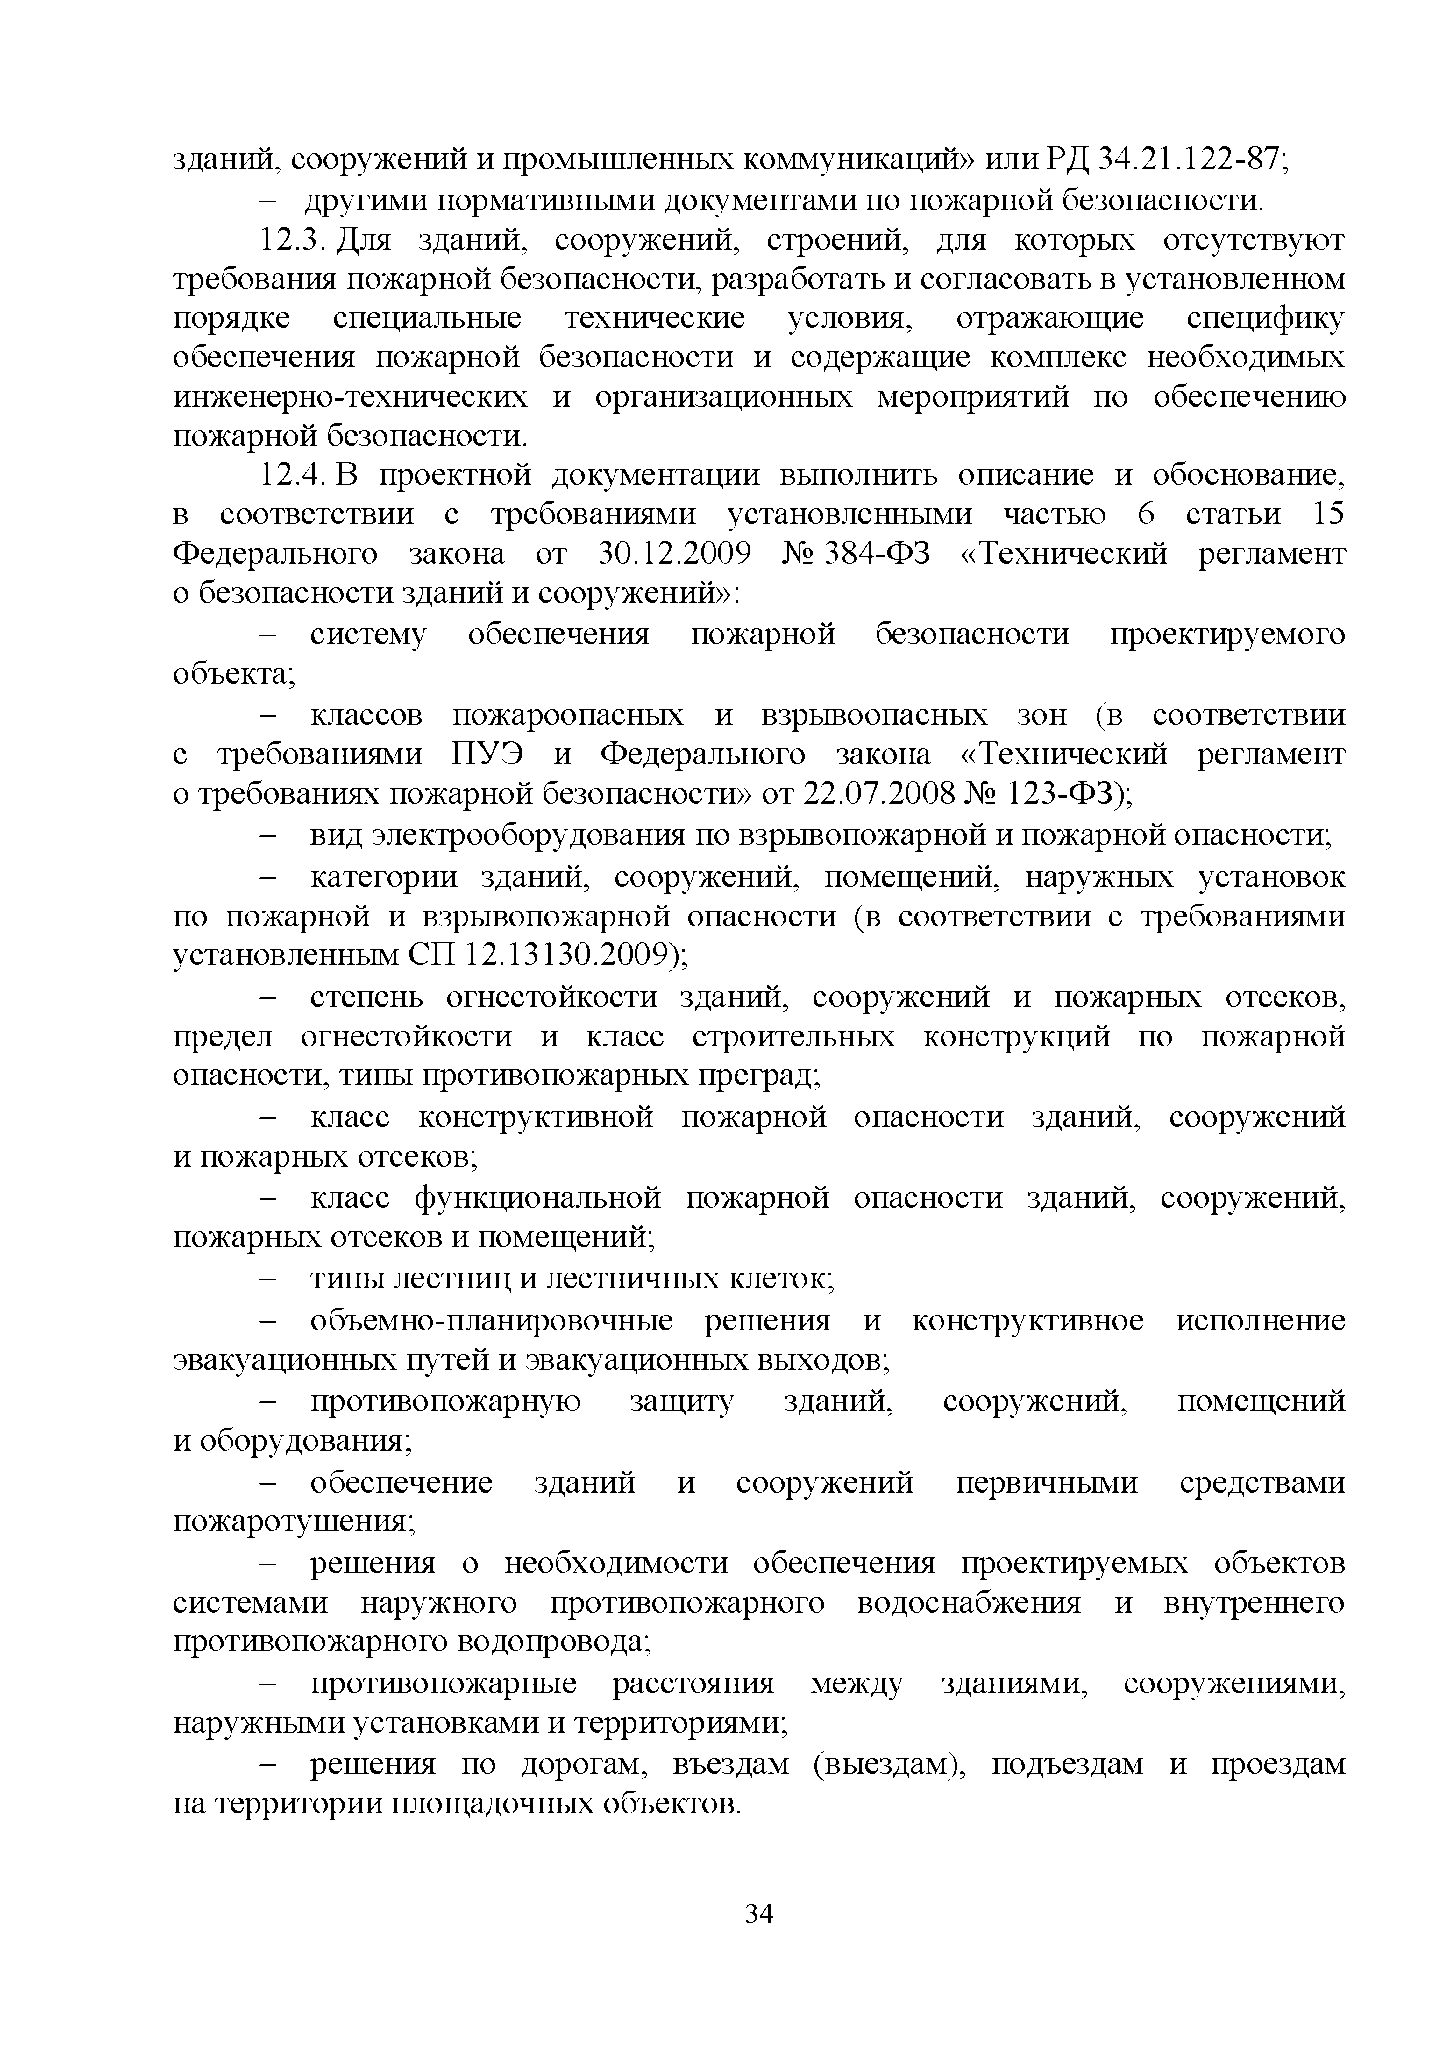 зданий, сооружений и промышленных коммуникаций» или РД 34.21.122-87;
– другими нормативными документами по пожарной безопасности.
12.3. Для зданий, сооружений, строений, для которых отсутствуют
требования пожарной безопасности, разработать и согласовать в установленном
порядке специальные технические условия, отражающие специфику
обеспечения пожарной безопасности и содержащие комплекс необходимых
инженерно-технических и организационных мероприятий по обеспечению
пожарной безопасности.
12.4. В проектной документации выполнить описание и обоснование,
в соответствии с требованиями установленными частью 6 статьи 15
Федерального закона от 30.12.2009 № 384-ФЗ «Технический регламент
о безопасности зданий и сооружений»:
– систему обеспечения пожарной безопасности проектируемого
объекта;
– классов пожароопасных и взрывоопасных зон (в соответствии
с требованиями ПУЭ и Федерального закона «Технический регламент
о требованиях пожарной безопасности» от 22.07.2008 № 123-ФЗ);
– вид электрооборудования по взрывопожарной и пожарной опасности;
– категории зданий, сооружений, помещений, наружных установок
по пожарной и взрывопожарной опасности (в соответствии с требованиями
установленным СП 12.13130.2009);
– степень огнестойкости зданий, сооружений и пожарных отсеков,
предел огнестойкости и класс строительных конструкций по пожарной
опасности, типы противопожарных преград;
– класс конструктивной пожарной опасности зданий, сооружений
и пожарных отсеков;
– класс функциональной пожарной опасности зданий, сооружений,
пожарных отсеков и помещений;
– типы лестниц и лестничных клеток;
– объемно-планировочные решения и конструктивное исполнение
эвакуационных путей и эвакуационных выходов;
– противопожарную защиту зданий, сооружений, помещений
и оборудования;
– обеспечение зданий и сооружений первичными средствами
пожаротушения;
– решения о необходимости обеспечения проектируемых объектов
системами наружного противопожарного водоснабжения и внутреннего
противопожарного водопровода;
– противопожарные расстояния между зданиями, сооружениями,
наружными установками и территориями;
– решения по дорогам, въездам (выездам), подъездам и проездам
на территории площадочных объектов.
34